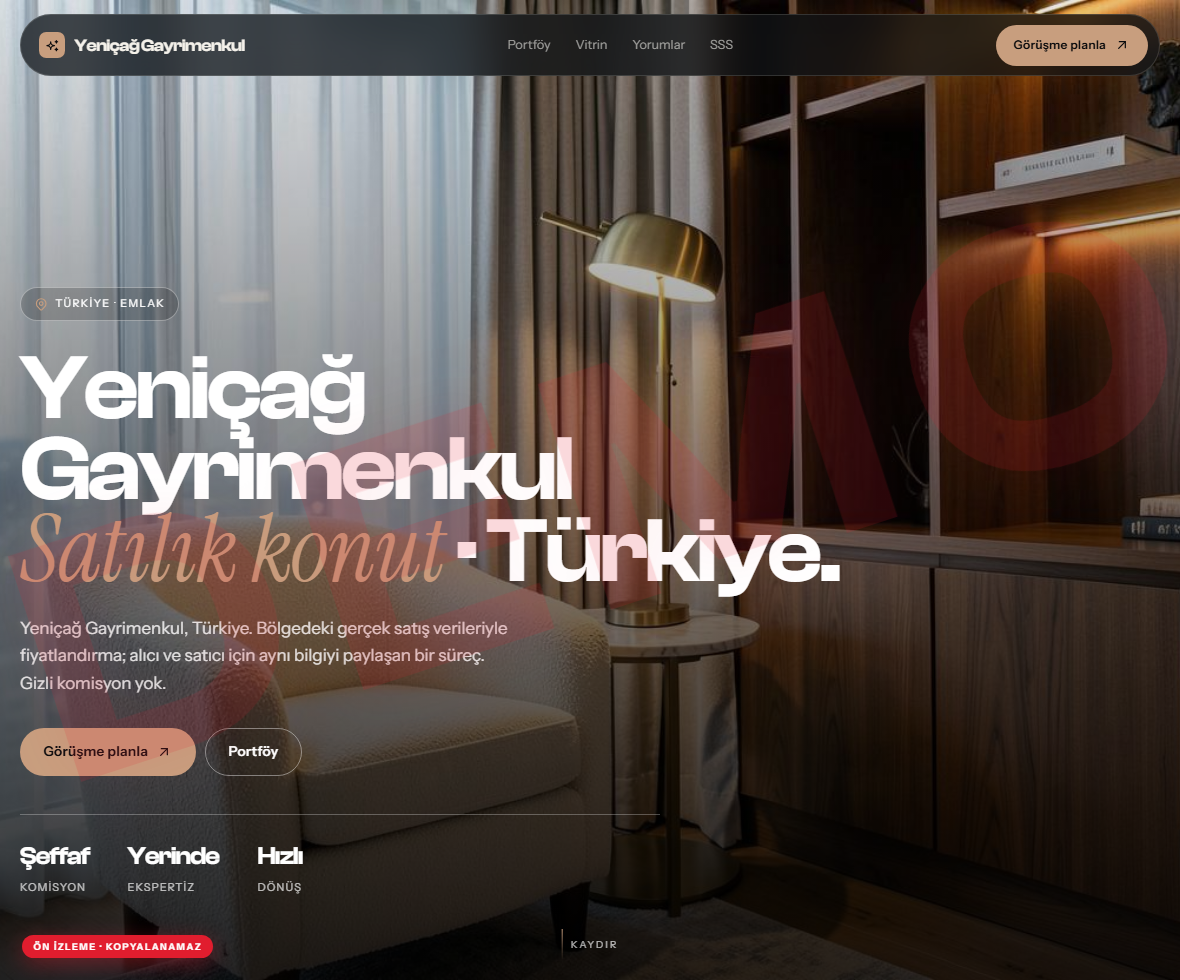 Yeniçağ Gayrimenkul
Portföy
Vitrin
Yorumlar
SSS
Görüşme planla
TÜRKİYE · EMLAK
Yeniçağ
Gayrimenkul
Satılık konut · Türkiye.
Yeniçağ Gayrimenkul, Türkiye. Bölgedeki gerçek satış verileriyle
fiyatlandırma; alıcı ve satıcı için aynı bilgiyi paylaşan bir süreç.
Gizli komisyon yok.
Görüşme planla
Portföy
Şeffaf
Yerinde
Hızlı
KOMİSYON
EKSPERTİZ
DÖNÜŞ
ÖN İZLEME · KOPYALANAMAZ
KAYDIR
DEMO